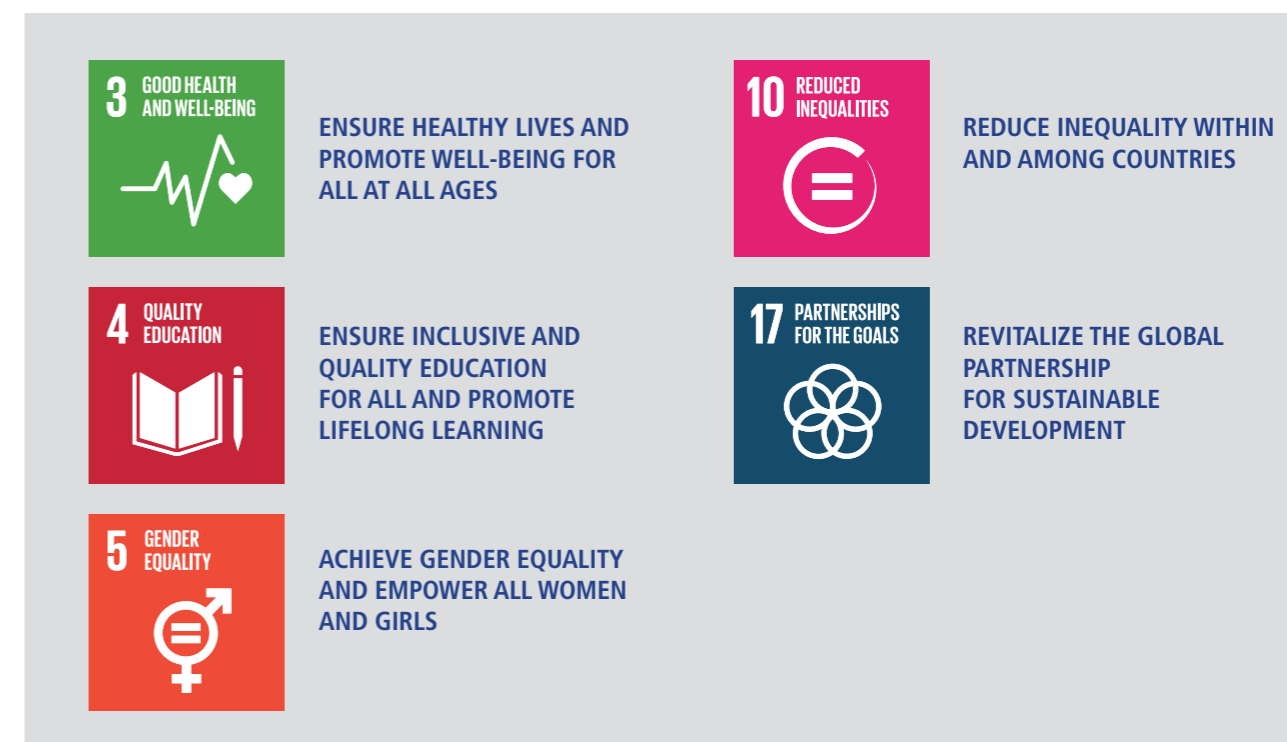 3 GOOD HEALTH
AND WELL-BEING
ENSURE HEALTHY LIVES AND
PROMOTE WELL-BEING FOR
ALL AT ALL AGES
4 QUALITY
EDUCATION
ENSURE INCLUSIVE AND
QUALITY EDUCATION
FOR ALL AND PROMOTE
LIFELONG LEARNING
5 GENDER
EQUALITY
ACHIEVE GENDER EQUALITY
AND EMPOWER ALL WOMEN
AND GIRLS
10 REDUCED
INEQUALITIES
REDUCE INEQUALITY WITHIN
AND AMONG COUNTRIES
17 PARTNERSHIPS
FOR THE GOALS
REVITALIZE THE GLOBAL
PARTNERSHIP
FOR SUSTAINABLE
DEVELOPMENT